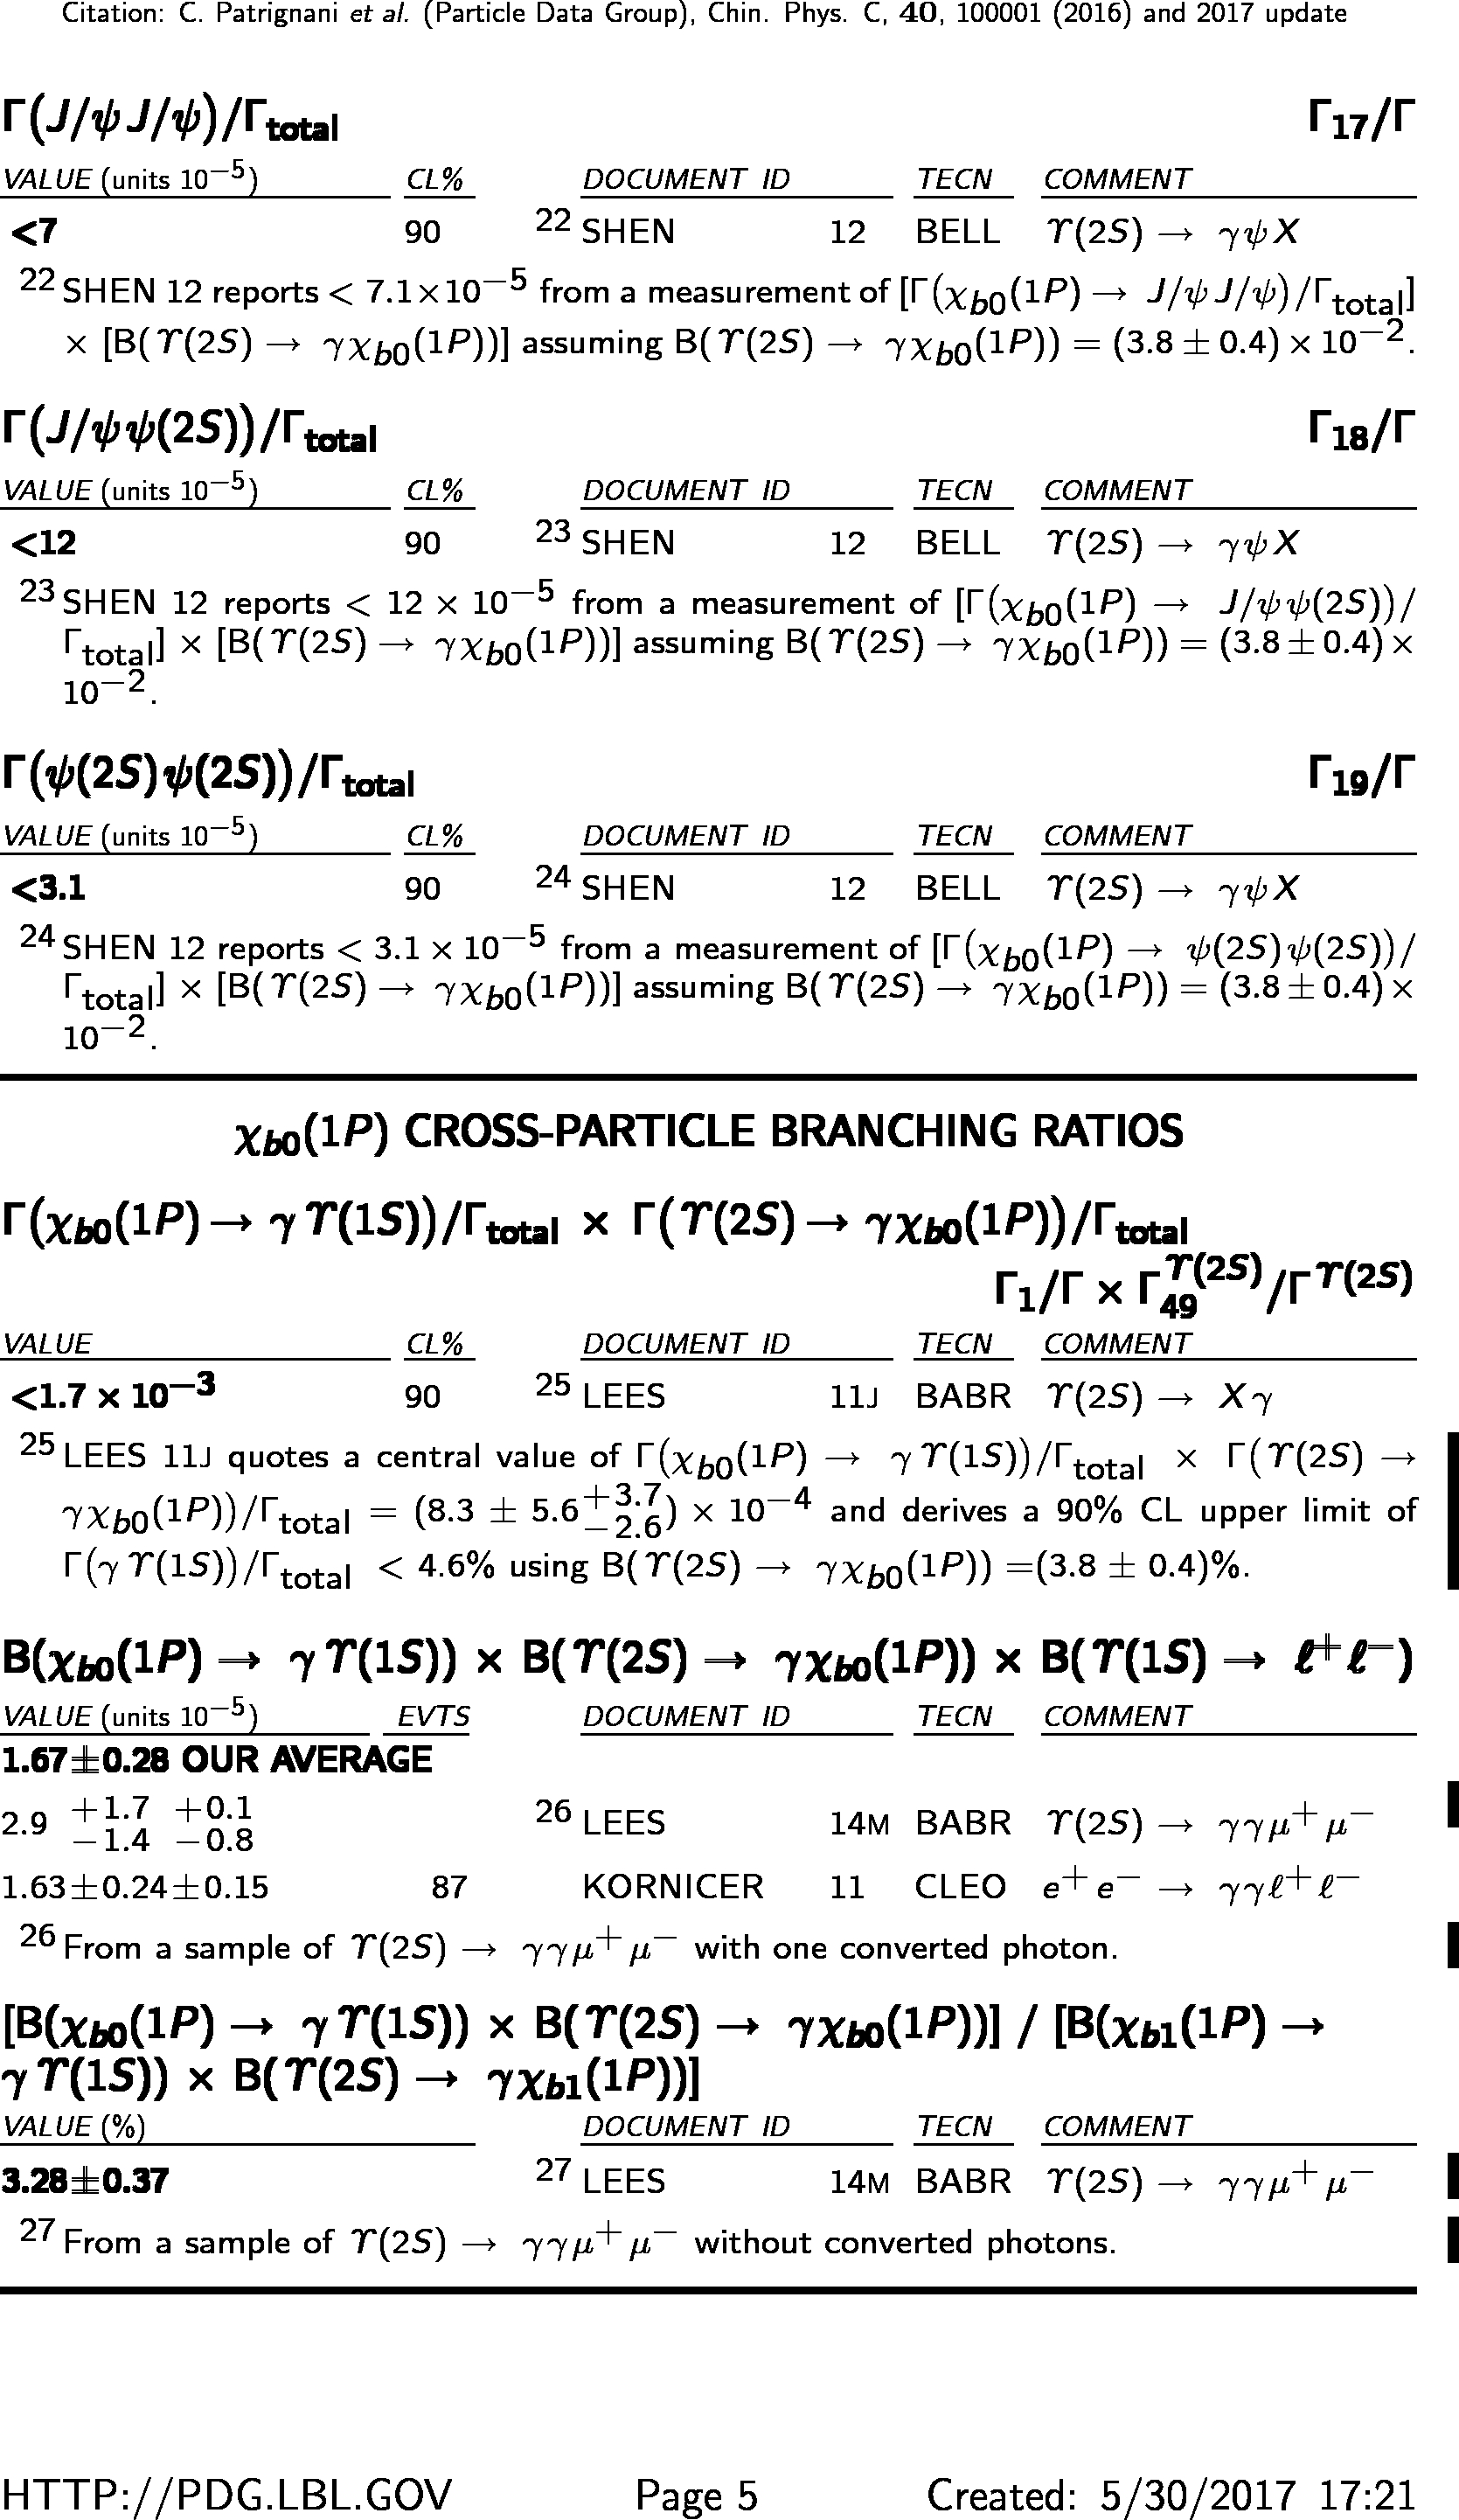 Citation: C. Patrignani et al. (Particle Data Group), Chin. Phys. C, 40, 100001 (2016) and 2017 update
Γ(J/ψ J/ψ)/Γtotal Γ17/Γ
VALUE (units 10−5) CL% DOCUMENT ID TECN COMMENT
<7 90 22 SHEN 12 BELL ϒ(2S) → γψX
22 SHEN 12 reports < 7.1×10−5 from a measurement of [Γ(χb0(1P) → J/ψ J/ψ)/Γtotal]
× [B(ϒ(2S) → γχb0(1P))] assuming B(ϒ(2S) → γχb0(1P)) = (3.8 ± 0.4) × 10−2.
Γ(J/ψ ψ(2S))/Γtotal Γ18/Γ
VALUE (units 10−5) CL% DOCUMENT ID TECN COMMENT
<12 90 23 SHEN 12 BELL ϒ(2S) → γψX
23 SHEN 12 reports < 12 × 10−5 from a measurement of [Γ(χb0(1P) → J/ψ ψ(2S))/
Γtotal] × [B(ϒ(2S) → γχb0(1P))] assuming B(ϒ(2S) → γχb0(1P)) = (3.8 ± 0.4) ×
10−2.
Γ(ψ(2S)ψ(2S))/Γtotal Γ19/Γ
VALUE (units 10−5) CL% DOCUMENT ID TECN COMMENT
<3.1 90 24 SHEN 12 BELL ϒ(2S) → γψX
24 SHEN 12 reports < 3.1 × 10−5 from a measurement of [Γ(χb0(1P) → ψ(2S)ψ(2S))/
Γtotal] × [B(ϒ(2S) → γχb0(1P))] assuming B(ϒ(2S) → γχb0(1P)) = (3.8 ± 0.4) ×
10−2.
χb0(1P) CROSS-PARTICLE BRANCHING RATIOS
Γ(χb0(1P) → γϒ(1S))/Γtotal × Γ(ϒ(2S) → γχb0(1P))/Γtotal
Γ1/Γ × Γ49ϒ(2S)/Γϒ(2S)
VALUE CL% DOCUMENT ID TECN COMMENT
<1.7 × 10−3 90 25 LEES 11J BABR ϒ(2S) → Xγ
25 LEES 11J quotes a central value of Γ(χb0(1P) → γϒ(1S))/Γtotal × Γ(ϒ(2S) →
γχb0(1P))/Γtotal = (8.3 ± 5.6 +3.7 −2.6) × 10−4 and derives a 90% CL upper limit of
Γ(γϒ(1S))/Γtotal < 4.6% using B(ϒ(2S) → γχb0(1P)) =(3.8 ± 0.4)%.
B(χb0(1P) → γϒ(1S)) × B(ϒ(2S) → γχb0(1P)) × B(ϒ(1S) → ℓ+ℓ−)
VALUE (units 10−5) EVTS DOCUMENT ID TECN COMMENT
1.67±0.28 OUR AVERAGE
2.9 +1.7 −1.4 +0.1 −0.8 26 LEES 14M BABR ϒ(2S) → γγμ+μ−
1.63±0.24±0.15 87 KORNICER 11 CLEO e+e− → γγℓ+ℓ−
26 From a sample of ϒ(2S) → γγμ+μ− with one converted photon.
[B(χb0(1P) → γϒ(1S)) × B(ϒ(2S) → γχb0(1P))] / [B(χb1(1P) →
γϒ(1S)) × B(ϒ(2S) → γχb1(1P))]
VALUE (%) DOCUMENT ID TECN COMMENT
3.28±0.37 27 LEES 14M BABR ϒ(2S) → γγμ+μ−
27 From a sample of ϒ(2S) → γγμ+μ− without converted photons.
HTTP://PDG.LBL.GOV Page 5 Created: 5/30/2017 17:21